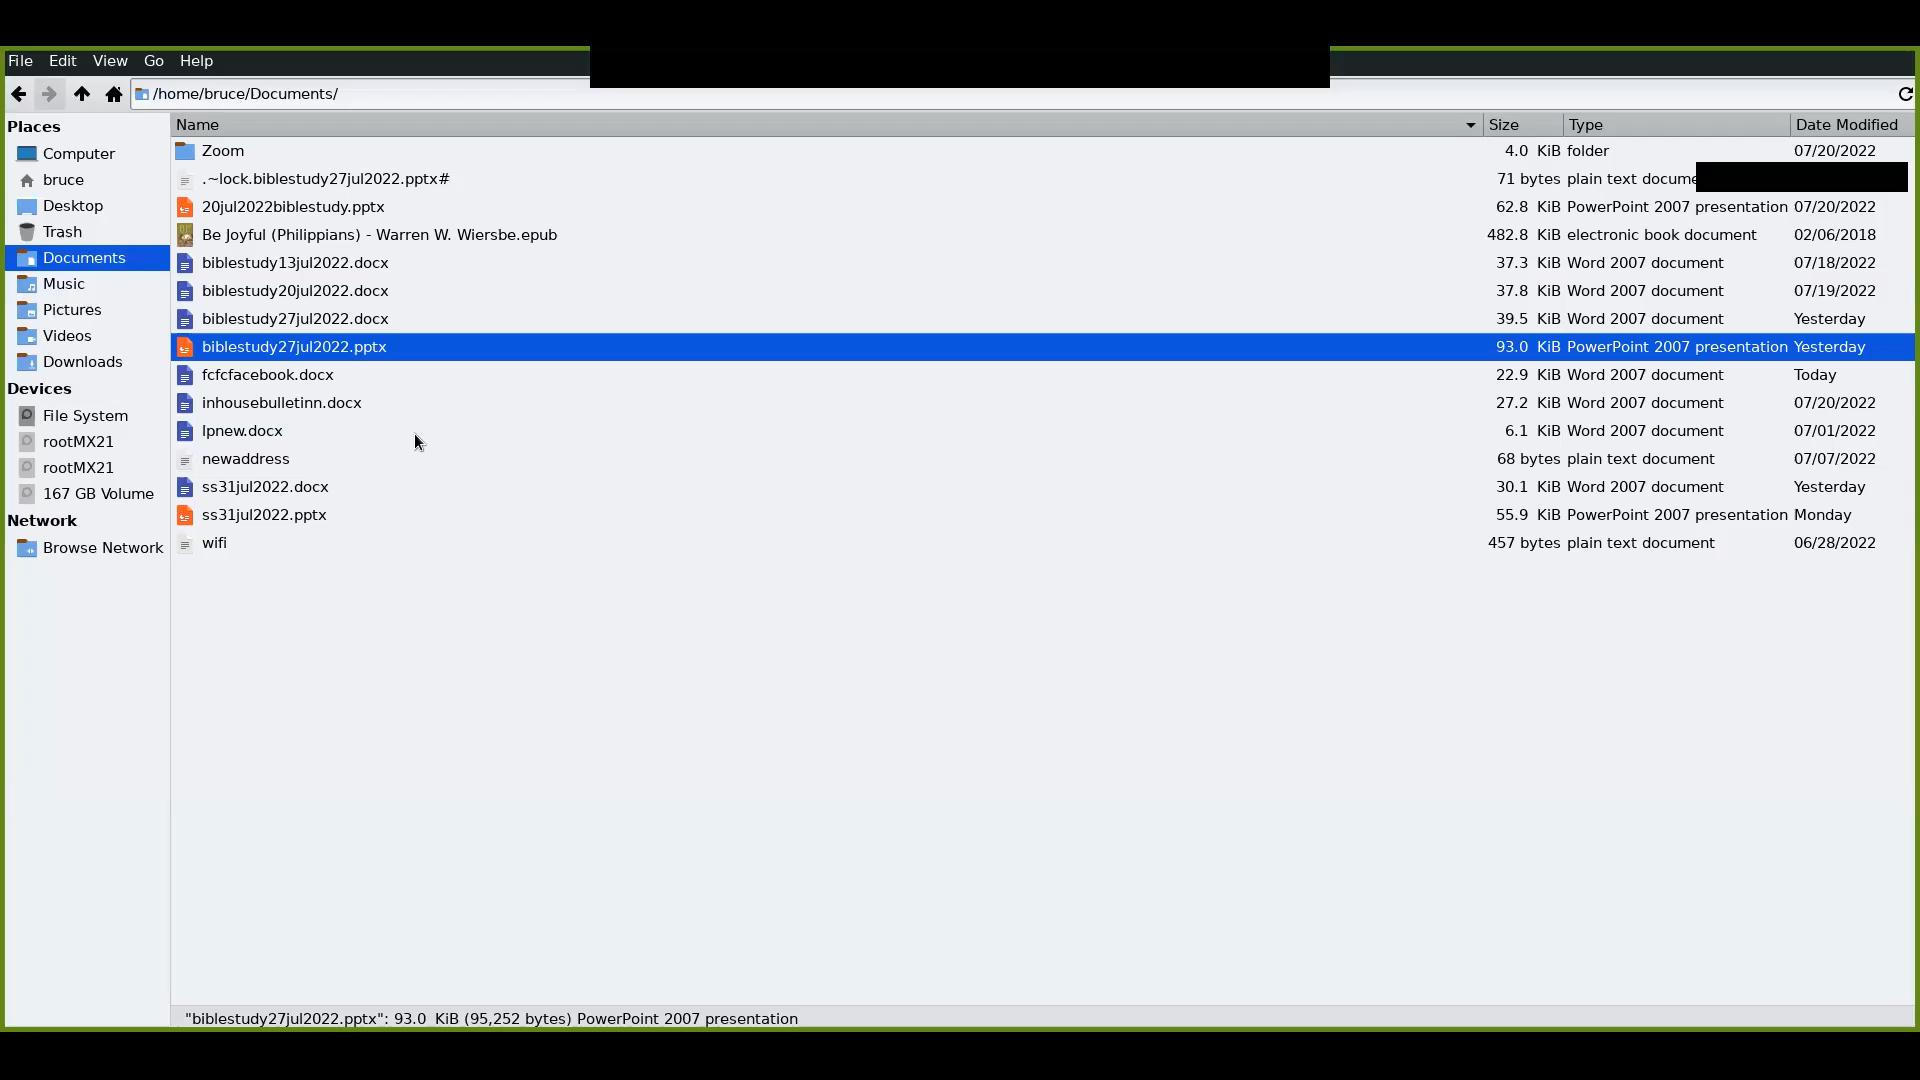 File Edit View Go Help
/home/bruce/Documents/
Places
Computer
bruce
Desktop
Trash
Documents
Music
Pictures
Videos
Downloads
Devices
File System
rootMX21
rootMX21
167 GB Volume
Network
Browse Network
Name Size Type Date Modified
Zoom 4.0 KiB folder 07/20/2022
.~lock.biblestudy27jul2022.pptx# 71 bytes plain text docume
20jul2022biblestudy.pptx 62.8 KiB PowerPoint 2007 presentation 07/20/2022
Be Joyful (Philippians) - Warren W. Wiersbe.epub 482.8 KiB electronic book document 02/06/2018
biblestudy13jul2022.docx 37.3 KiB Word 2007 document 07/18/2022
biblestudy20jul2022.docx 37.8 KiB Word 2007 document 07/19/2022
biblestudy27jul2022.docx 39.5 KiB Word 2007 document Yesterday
biblestudy27jul2022.pptx 93.0 KiB PowerPoint 2007 presentation Yesterday
fcfcfacebook.docx 22.9 KiB Word 2007 document Today
inhousebulletinn.docx 27.2 KiB Word 2007 document 07/20/2022
lpnew.docx 6.1 KiB Word 2007 document 07/01/2022
newaddress 68 bytes plain text document 07/07/2022
ss31jul2022.docx 30.1 KiB Word 2007 document Yesterday
ss31jul2022.pptx 55.9 KiB PowerPoint 2007 presentation Monday
wifi 457 bytes plain text document 06/28/2022
"biblestudy27jul2022.pptx": 93.0 KiB (95,252 bytes) PowerPoint 2007 presentation